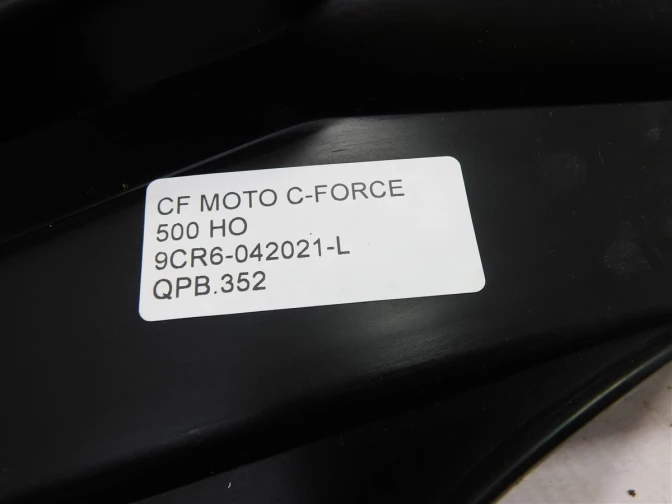 CF MOTO C-FORCE
500 HO
9CR6-042021-L
QPB.352